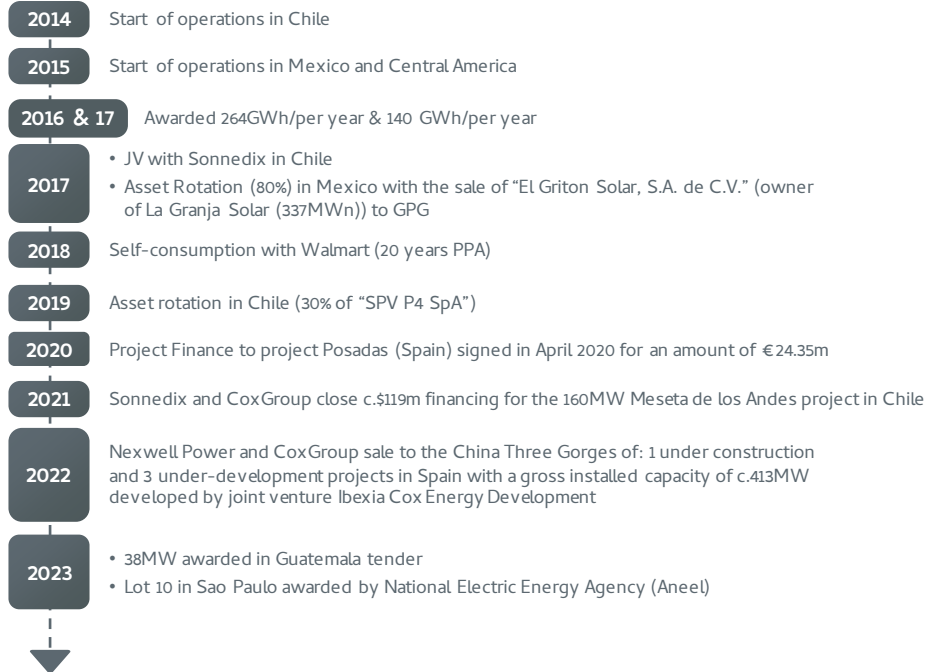 2014 Start of operations in Chile
2015 Start of operations in Mexico and Central America
2016 & 17 Awarded 264GWh/per year & 140 GWh/per year
2017
• JV with Sonnedix in Chile
• Asset Rotation (80%) in Mexico with the sale of “El Griton Solar, S.A. de C.V.” (owner
of La Granja Solar (337MWn)) to GPG
2018 Self-consumption with Walmart (20 years PPA)
2019 Asset rotation in Chile (30% of “SPV P4 SpA”)
2020 Project Finance to project Posadas (Spain) signed in April 2020 for an amount of €24.35m
2021 Sonnedix and CoxGroup close c.$119m financing for the 160MW Meseta de los Andes project in Chile
2022
Nexwell Power and CoxGroup sale to the China Three Gorges of: 1 under construction
and 3 under-development projects in Spain with a gross installed capacity of c.413MW
developed by joint venture Ibexia Cox Energy Development
2023
• 38MW awarded in Guatemala tender
• Lot 10 in Sao Paulo awarded by National Electric Energy Agency (Aneel)